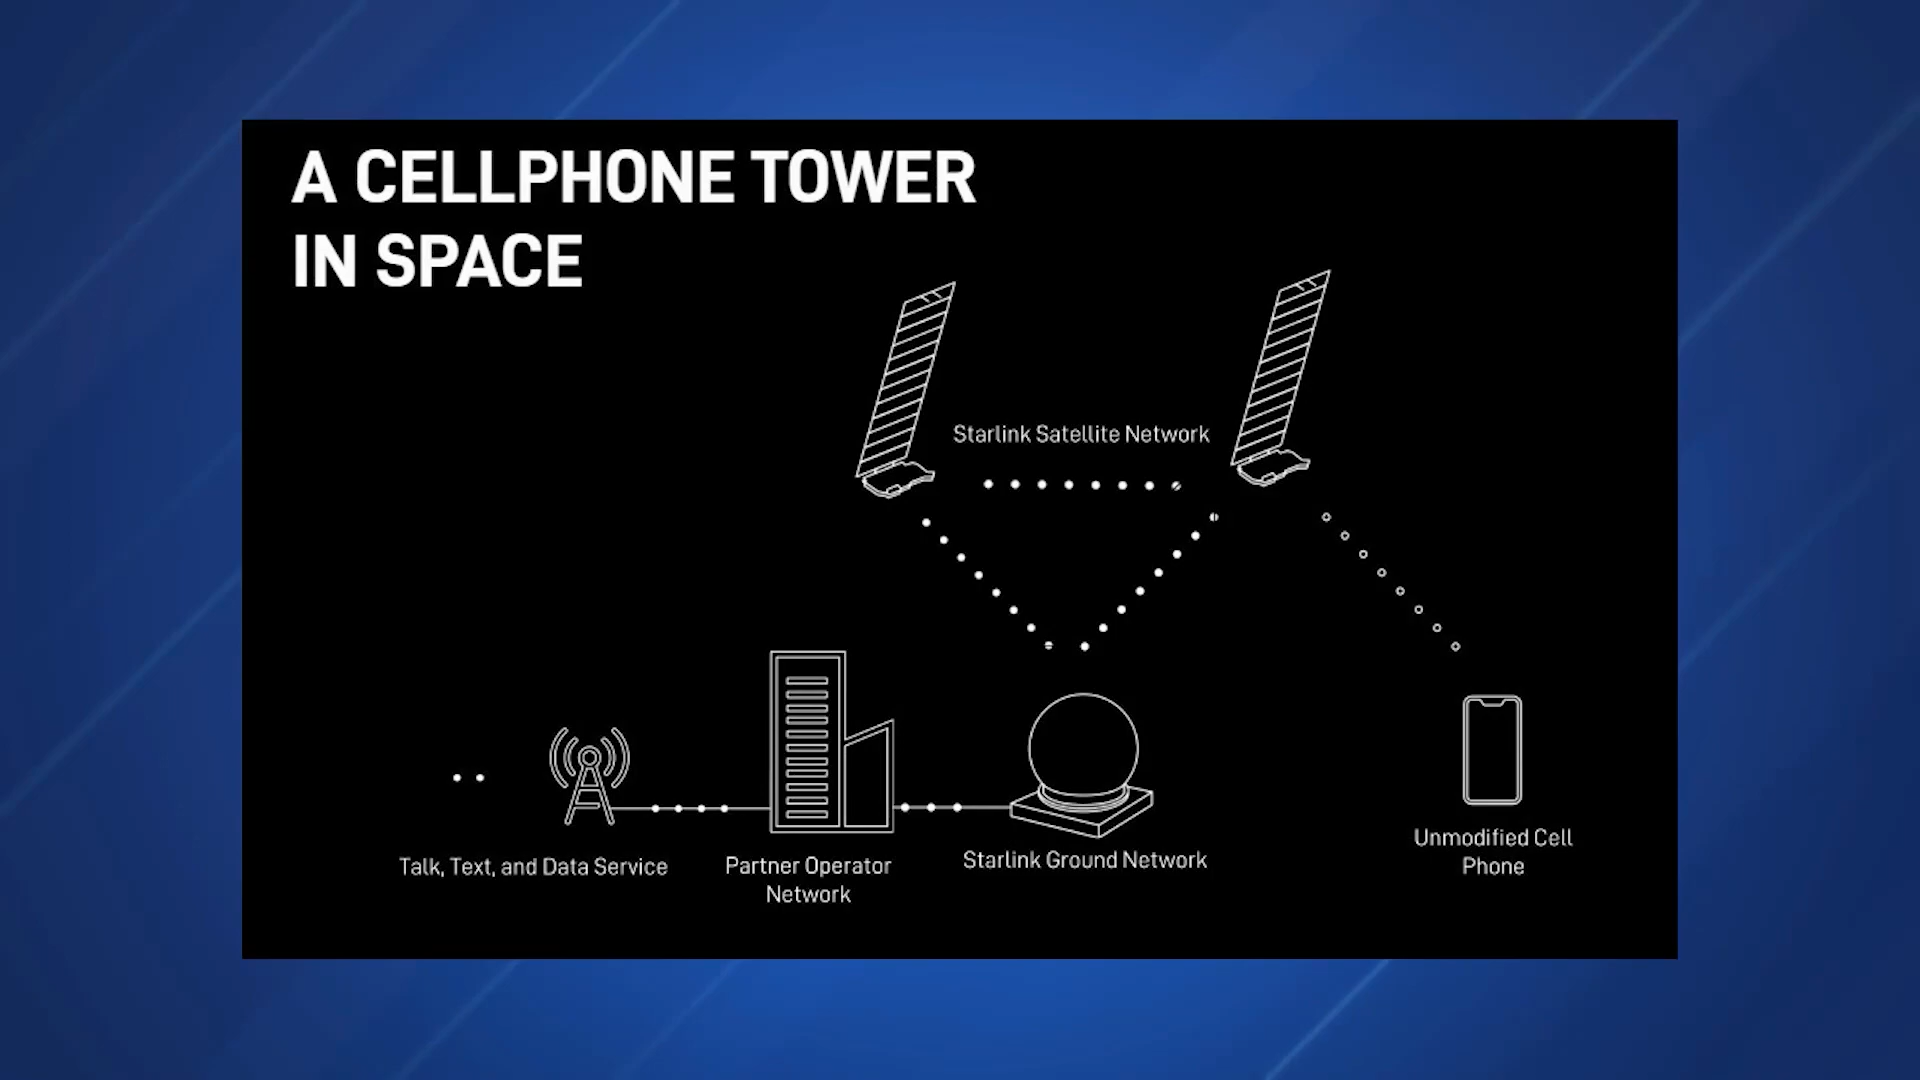 A CELLPHONE TOWER
IN SPACE
Starlink Satellite Network
Talk, Text, and Data Service
Partner Operator
Network
Starlink Ground Network
Unmodified Cell
Phone